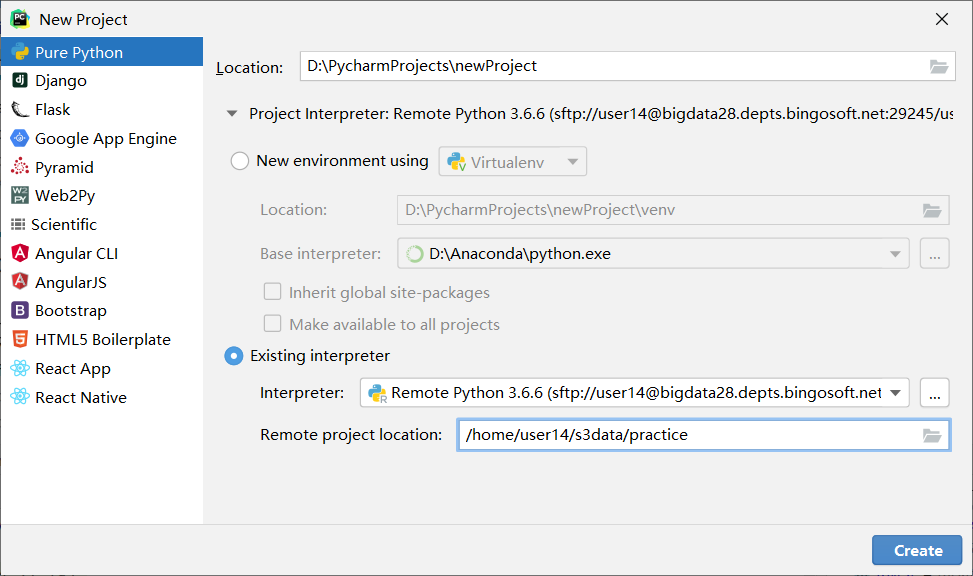 New Project
Pure Python
Django
Flask
Google App Engine
Pyramid
Web2Py
Scientific
Angular CLI
AngularJS
Bootstrap
HTML5 Boilerplate
React App
React Native
Location: D:\PycharmProjects\newProject
Project Interpreter: Remote Python 3.6.6 (sftp://user14@bigdata28.depts.bingosoft.net:29245/us
New environment using Virtualenv
Location: D:\PycharmProjects\newProject\venv
Base interpreter: D:\Anaconda\python.exe ...
Inherit global site-packages
Make available to all projects
Existing interpreter
Interpreter: Remote Python 3.6.6 (sftp://user14@bigdata28.depts.bingosoft.net ...
Remote project location: /home/user14/s3data/practice
Create